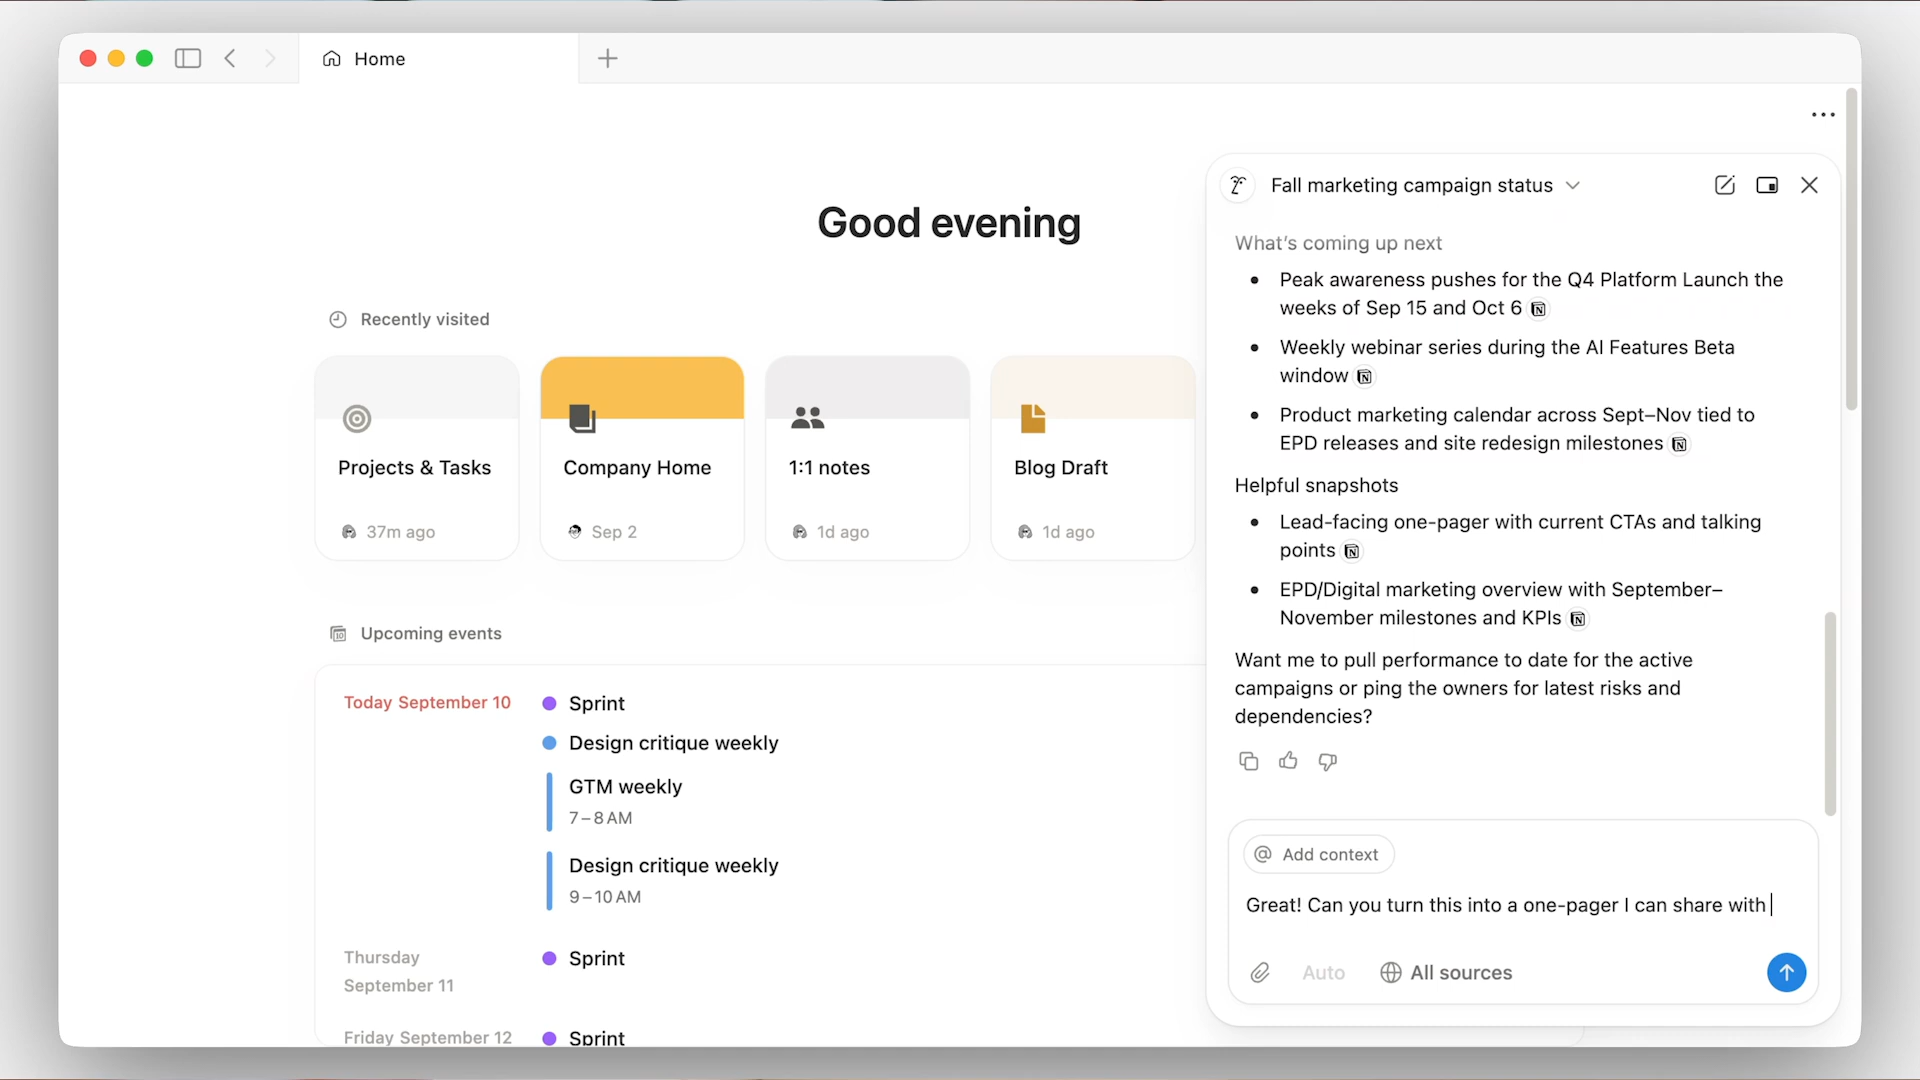 Home
Good evening
Recently visited
Projects & Tasks
37m ago
Company Home
Sep 2
1:1 notes
1d ago
Blog Draft
1d ago
Upcoming events
Today September 10
Sprint
Design critique weekly
GTM weekly
7–8 AM
Design critique weekly
9–10 AM
Thursday
September 11
Sprint
Friday September 12
Sprint
Fall marketing campaign status
What’s coming up next
Peak awareness pushes for the Q4 Platform Launch the
weeks of Sep 15 and Oct 6
Weekly webinar series during the AI Features Beta
window
Product marketing calendar across Sept–Nov tied to
EPD releases and site redesign milestones
Helpful snapshots
Lead-facing one-pager with current CTAs and talking
points
EPD/Digital marketing overview with September–
November milestones and KPIs
Want me to pull performance to date for the active
campaigns or ping the owners for latest risks and
dependencies?
@ Add context
Great! Can you turn this into a one-pager I can share with
Auto
All sources